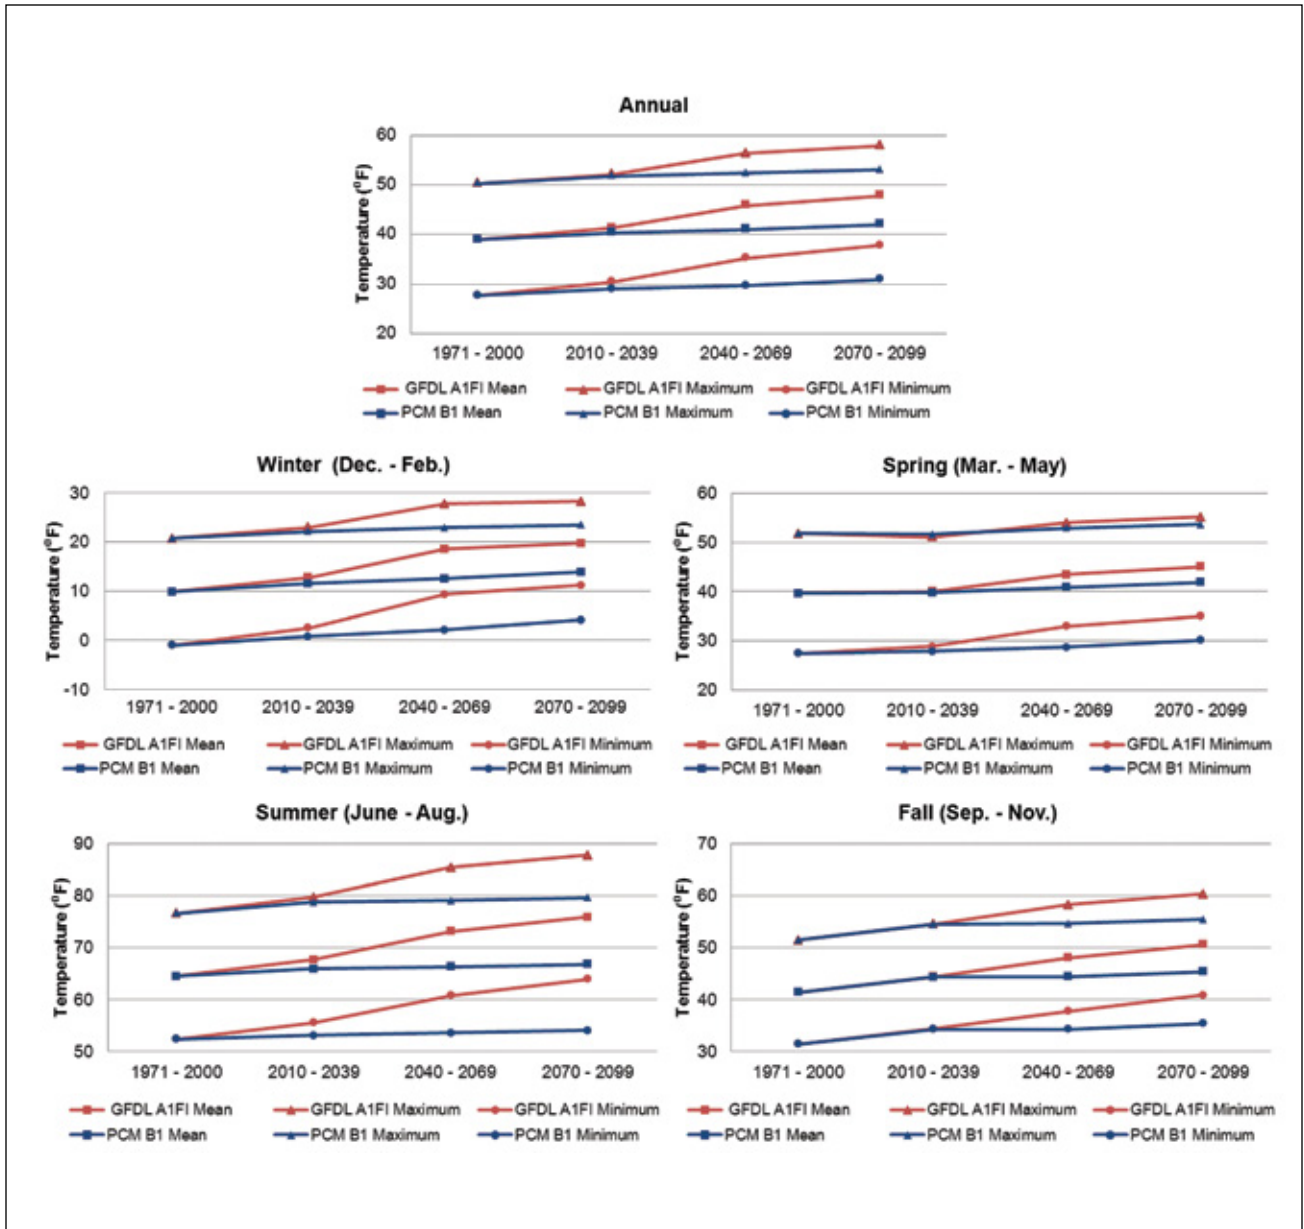 Annual
Temperature (⁰F)
60
50
40
30
20
1971 - 2000 2010 - 2039 2040 - 2069 2070 - 2099
GFDL A1FI Mean GFDL A1FI Maximum GFDL A1FI Minimum
PCM B1 Mean PCM B1 Maximum PCM B1 Minimum
Winter (Dec. - Feb.)
Temperature (⁰F)
30
20
10
0
-10
1971 - 2000 2010 - 2039 2040 - 2069 2070 - 2099
GFDL A1FI Mean GFDL A1FI Maximum GFDL A1FI Minimum
PCM B1 Mean PCM B1 Maximum PCM B1 Minimum
Spring (Mar. - May)
Temperature (⁰F)
60
50
40
30
20
1971 - 2000 2010 - 2039 2040 - 2069 2070 - 2099
GFDL A1FI Mean GFDL A1FI Maximum GFDL A1FI Minimum
PCM B1 Mean PCM B1 Maximum PCM B1 Minimum
Summer (June - Aug.)
Temperature (⁰F)
90
80
70
60
50
1971 - 2000 2010 - 2039 2040 - 2069 2070 - 2099
GFDL A1FI Mean GFDL A1FI Maximum GFDL A1FI Minimum
PCM B1 Mean PCM B1 Maximum PCM B1 Minimum
Fall (Sep. - Nov.)
Temperature (⁰F)
70
60
50
40
30
1971 - 2000 2010 - 2039 2040 - 2069 2070 - 2099
GFDL A1FI Mean GFDL A1FI Maximum GFDL A1FI Minimum
PCM B1 Mean PCM B1 Maximum PCM B1 Minimum